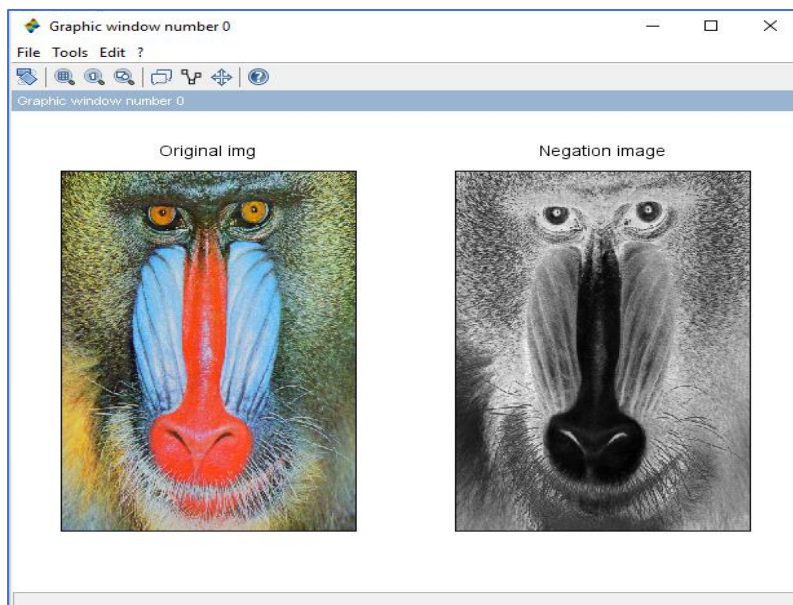 Graphic window number 0
File Tools Edit ?
Graphic window number 0
Original img
Negation image